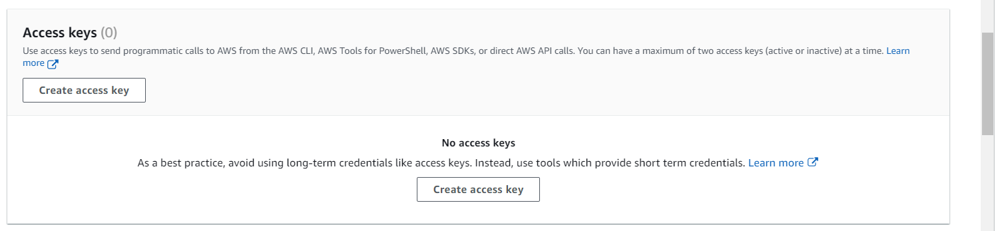 Access keys (0)
Use access keys to send programmatic calls to AWS from the AWS CLI, AWS Tools for PowerShell, AWS SDKs, or direct AWS API calls. You can have a maximum of two access keys (active or inactive) at a time. Learn
more
Create access key
No access keys
As a best practice, avoid using long-term credentials like access keys. Instead, use tools which provide short term credentials. Learn more
Create access key